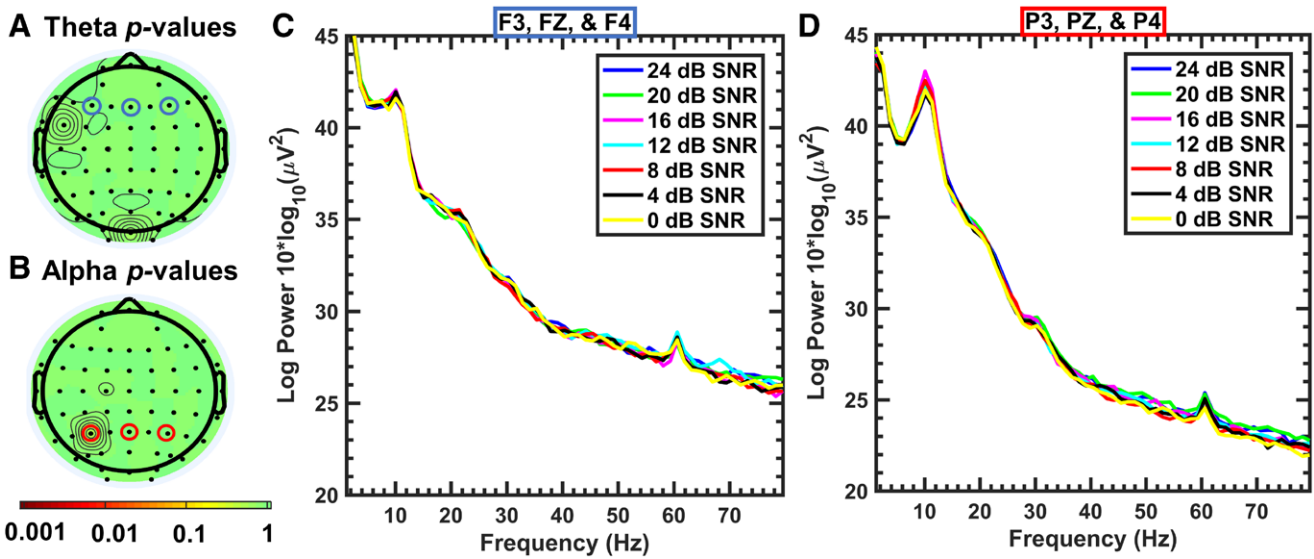 A Theta p-values
B Alpha p-values
0.001 0.01 0.1 1
C F3, FZ, & F4
45
40
35
30
25
20
Log Power 10*log10(μV2)
10 20 30 40 50 60 70
Frequency (Hz)
24 dB SNR
20 dB SNR
16 dB SNR
12 dB SNR
8 dB SNR
4 dB SNR
0 dB SNR
D P3, PZ, & P4
45
40
35
30
25
20
Log Power 10*log10(μV2)
10 20 30 40 50 60 70
Frequency (Hz)
24 dB SNR
20 dB SNR
16 dB SNR
12 dB SNR
8 dB SNR
4 dB SNR
0 dB SNR